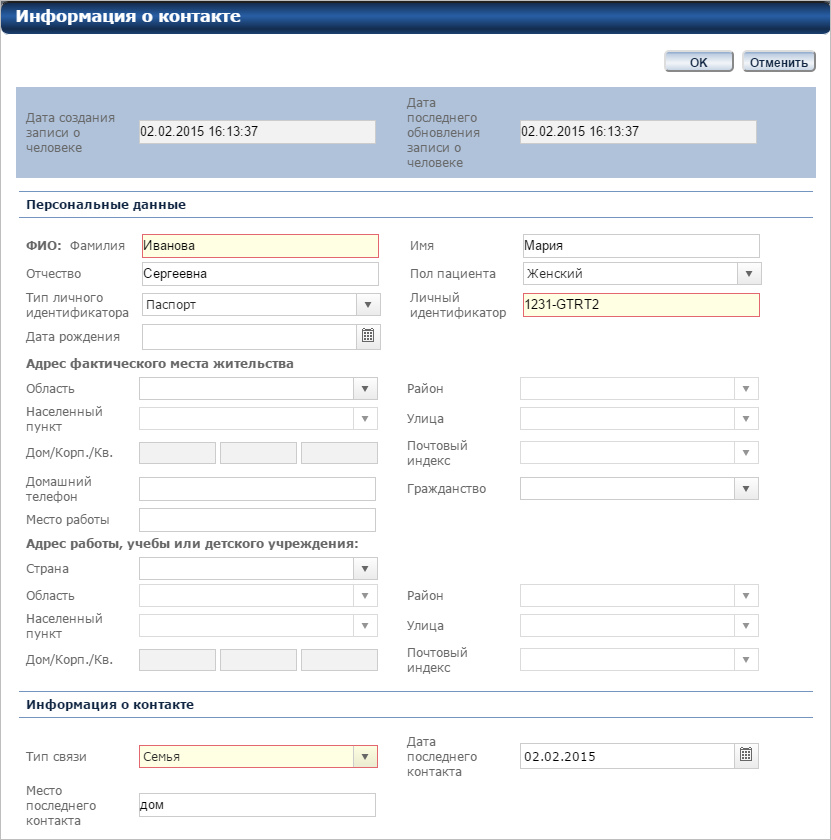 Информация о контакте
OK Отменить
Дата создания
записи о
человеке
02.02.2015 16:13:37
Дата
последнего
обновления
записи о
человеке
02.02.2015 16:13:37
Персональные данные
ФИО: Фамилия Иванова Имя Мария
Отчество Сергеевна Пол пациента Женский
Тип личного
идентификатора
Паспорт
Личный
идентификатор
1231-GTRT2
Дата рождения
Адрес фактического места жительства
Область Район
Населенный
пункт
Улица
Дом/Корп./Кв.
Почтовый
индекс
Домашний
телефон
Гражданство
Место работы
Адрес работы, учебы или детского учреждения:
Страна
Область Район
Населенный
пункт
Улица
Дом/Корп./Кв.
Почтовый
индекс
Информация о контакте
Тип связи Семья
Дата
последнего
контакта
02.02.2015
Место
последнего
контакта
дом